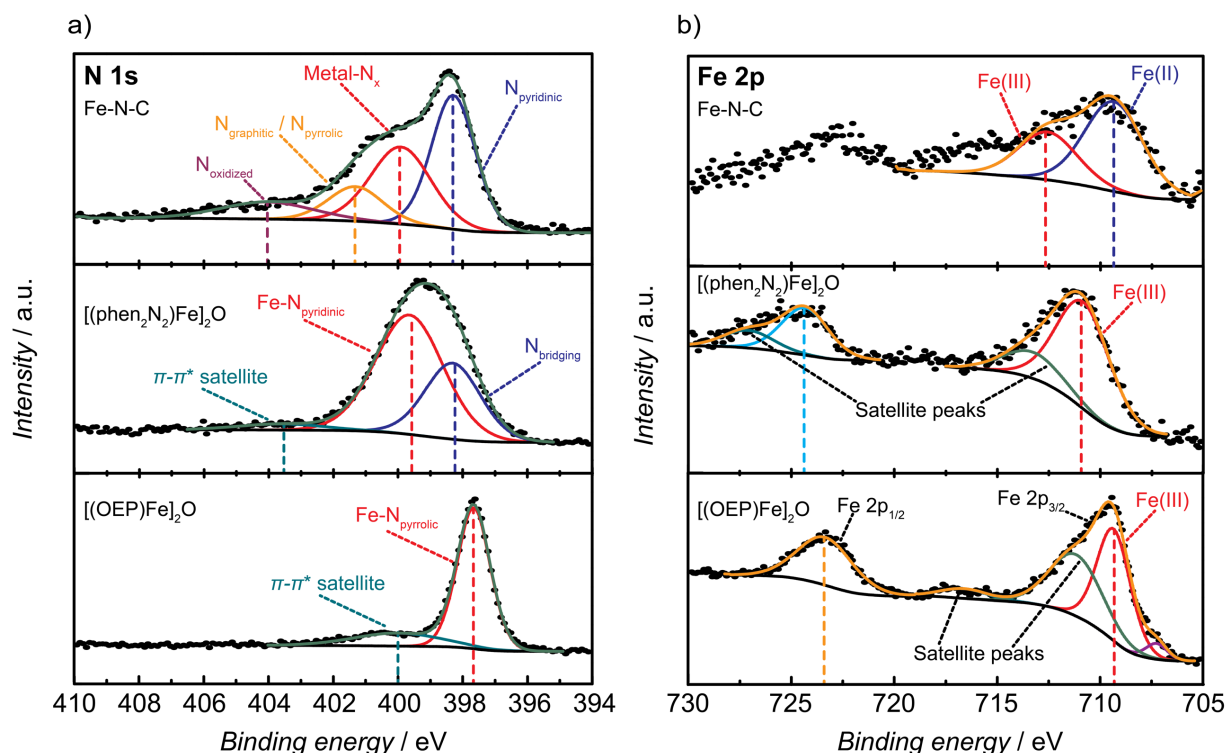 a)
N 1s
Fe-N-C
Metal-Nx
Npyridinic
Ngraphitic / Npyrrolic
Noxidized
[(phen2N2)Fe]2O
Fe-Npyridinic
Nbridging
π-π* satellite
[(OEP)Fe]2O
Fe-Npyrrolic
π-π* satellite
Intensity / a.u.
410 408 406 404 402 400 398 396 394
Binding energy / eV
b)
Fe 2p
Fe-N-C
Fe(III)
Fe(II)
[(phen2N2)Fe]2O
Fe(III)
Satellite peaks
[(OEP)Fe]2O
Fe 2p1/2
Fe 2p3/2
Fe(III)
Satellite peaks
Intensity / a.u.
730 725 720 715 710 705
Binding energy / eV